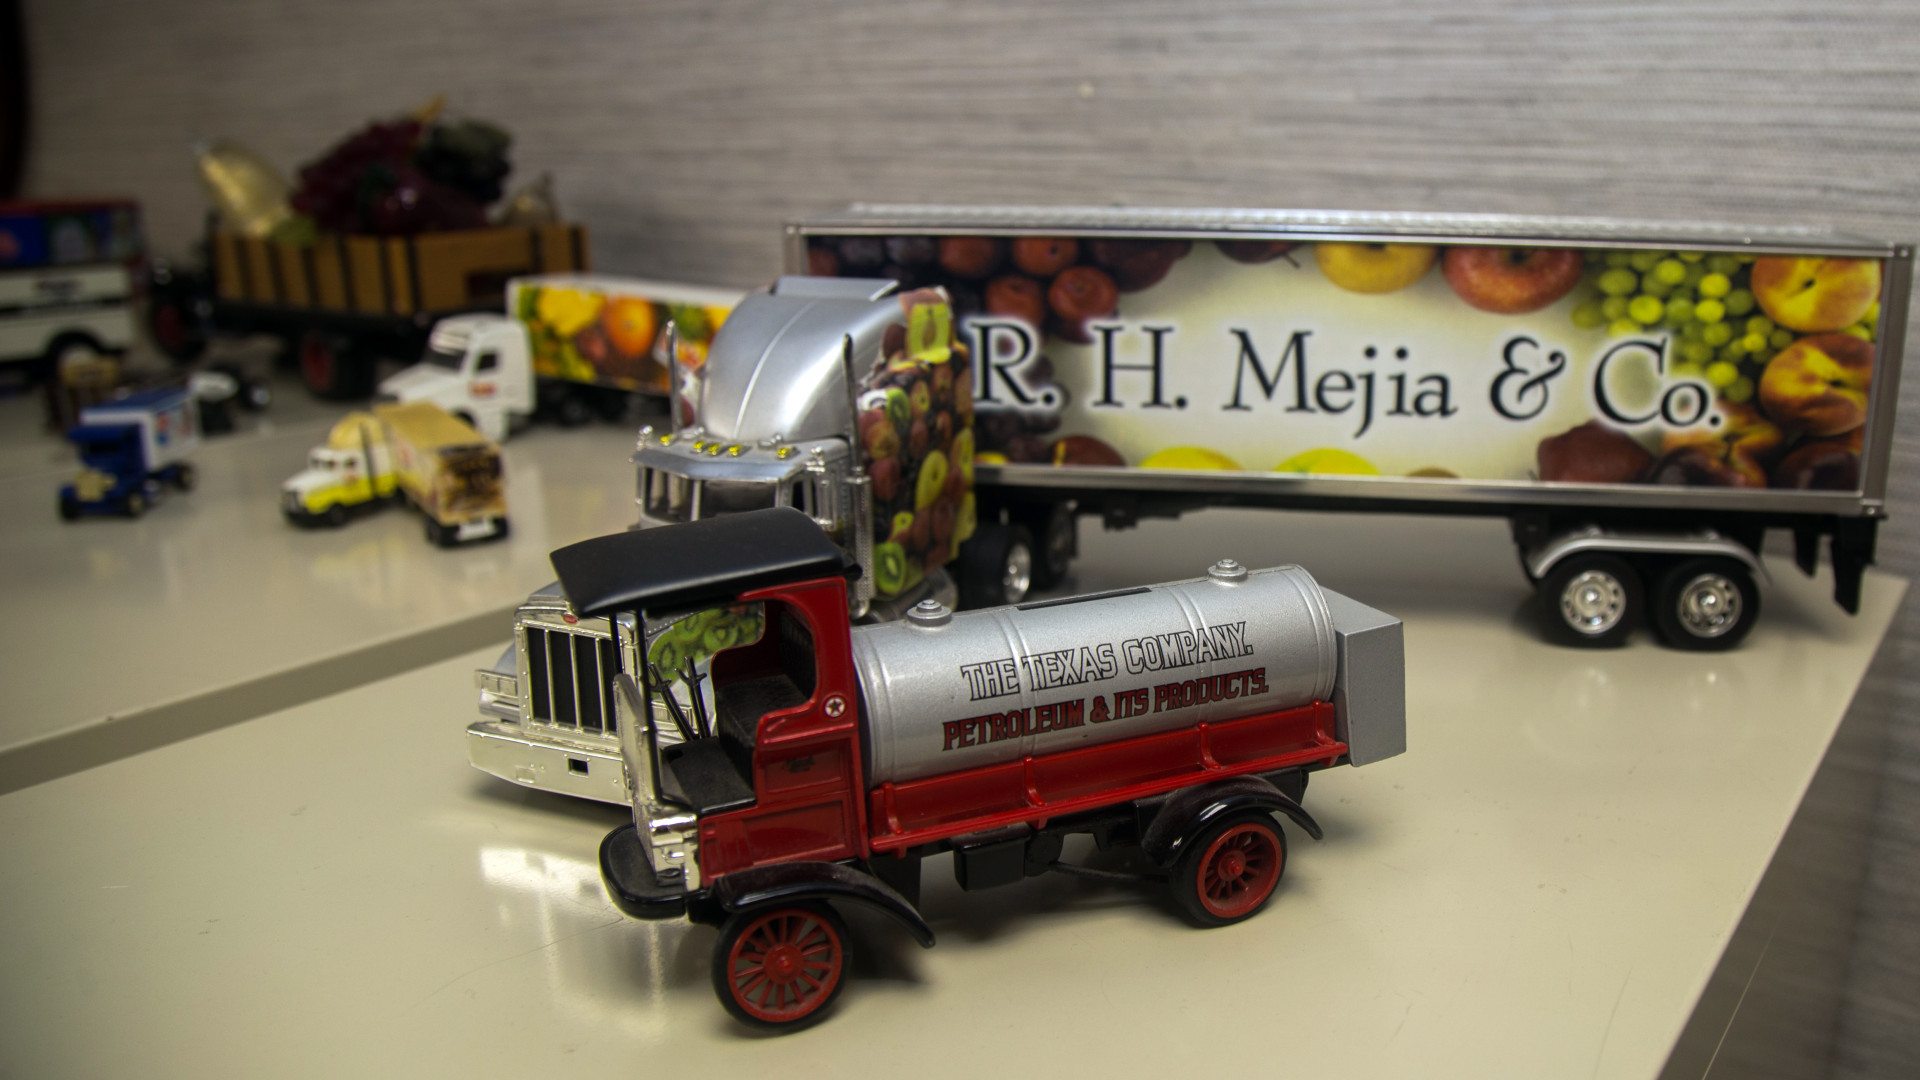 R. H. Mejia & Co.
THE TEXAS COMPANY.
PETROLEUM & ITS PRODUCTS.